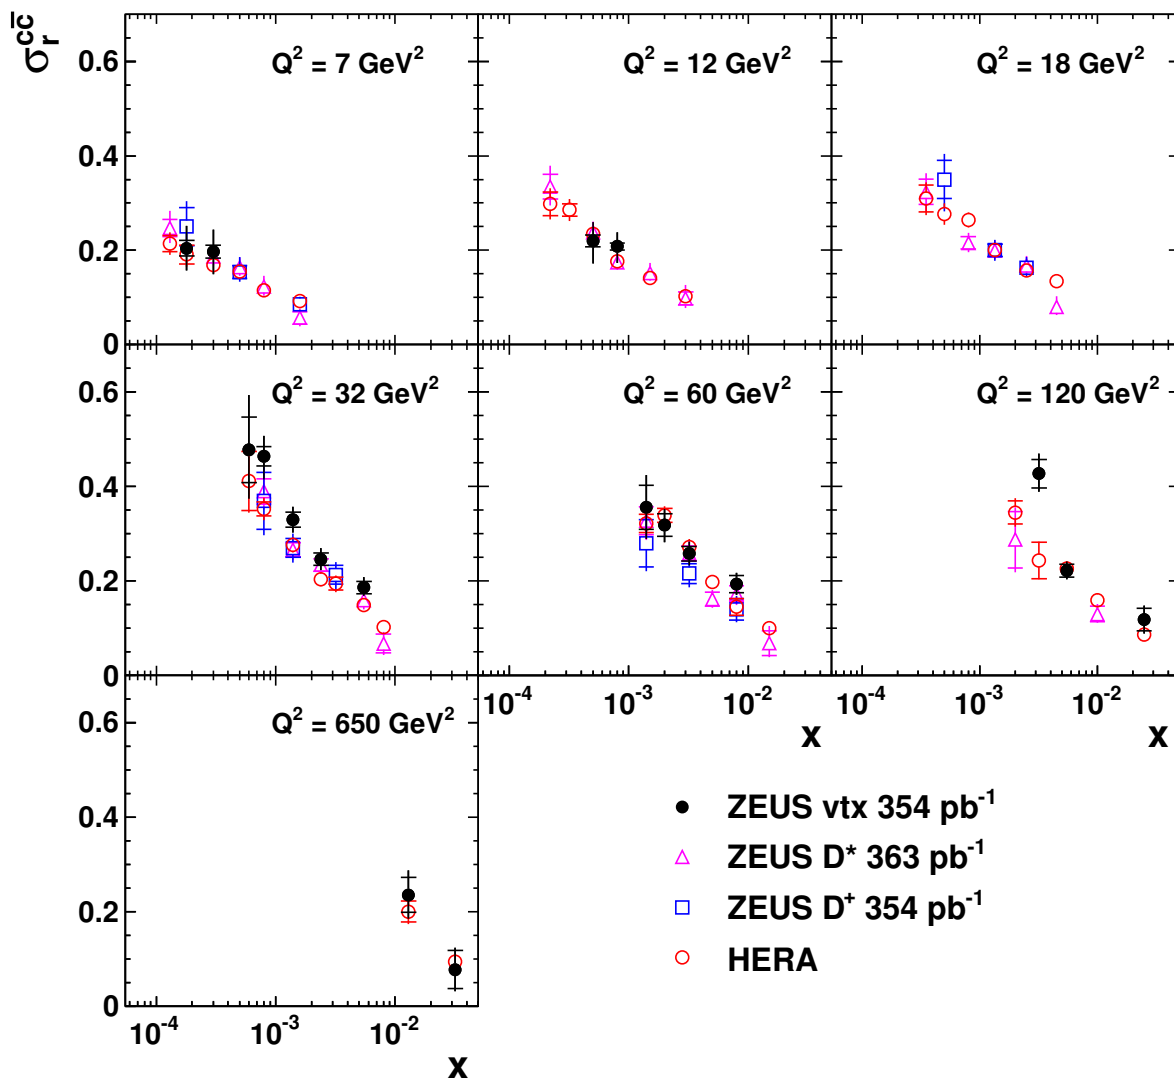 σ_r^{cc̄}
Q² = 7 GeV² Q² = 12 GeV² Q² = 18 GeV²
0.6
0.4
0.2
0
Q² = 32 GeV² Q² = 60 GeV² Q² = 120 GeV²
0.6
0.4
0.2
0
10⁻⁴ 10⁻³ 10⁻² 10⁻⁴ 10⁻³ 10⁻²
x x
Q² = 650 GeV²
0.6
0.4
0.2
0
10⁻⁴ 10⁻³ 10⁻²
x
ZEUS vtx 354 pb⁻¹
ZEUS D* 363 pb⁻¹
ZEUS D⁺ 354 pb⁻¹
HERA